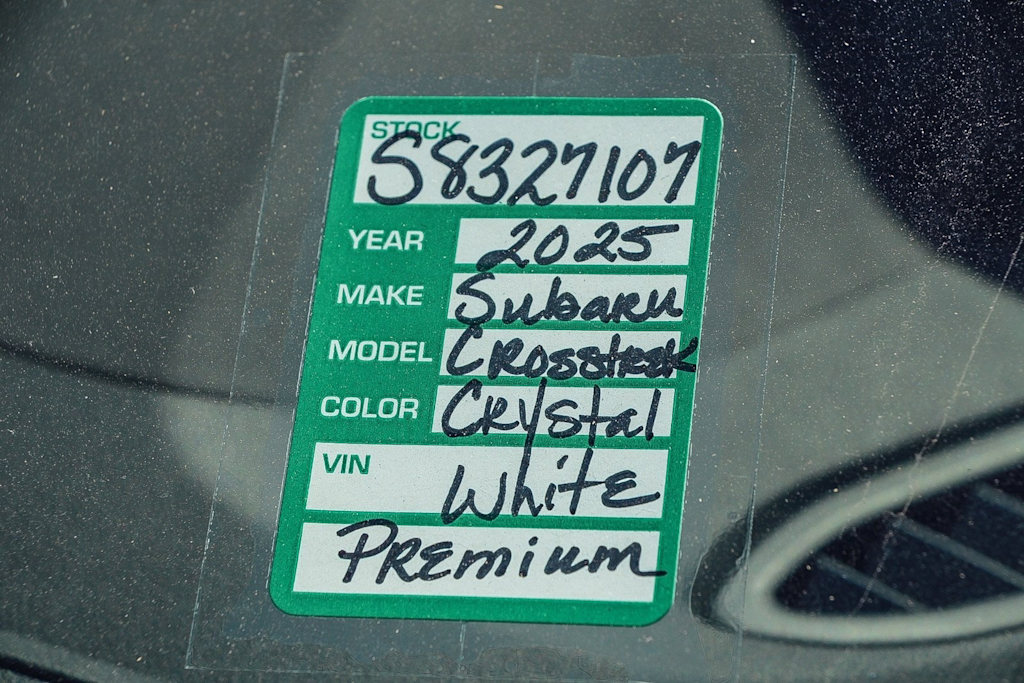 STOCK
S8327107
YEAR 2025
MAKE Subaru
MODEL Crosstrek
COLOR Crystal
VIN White
Premium